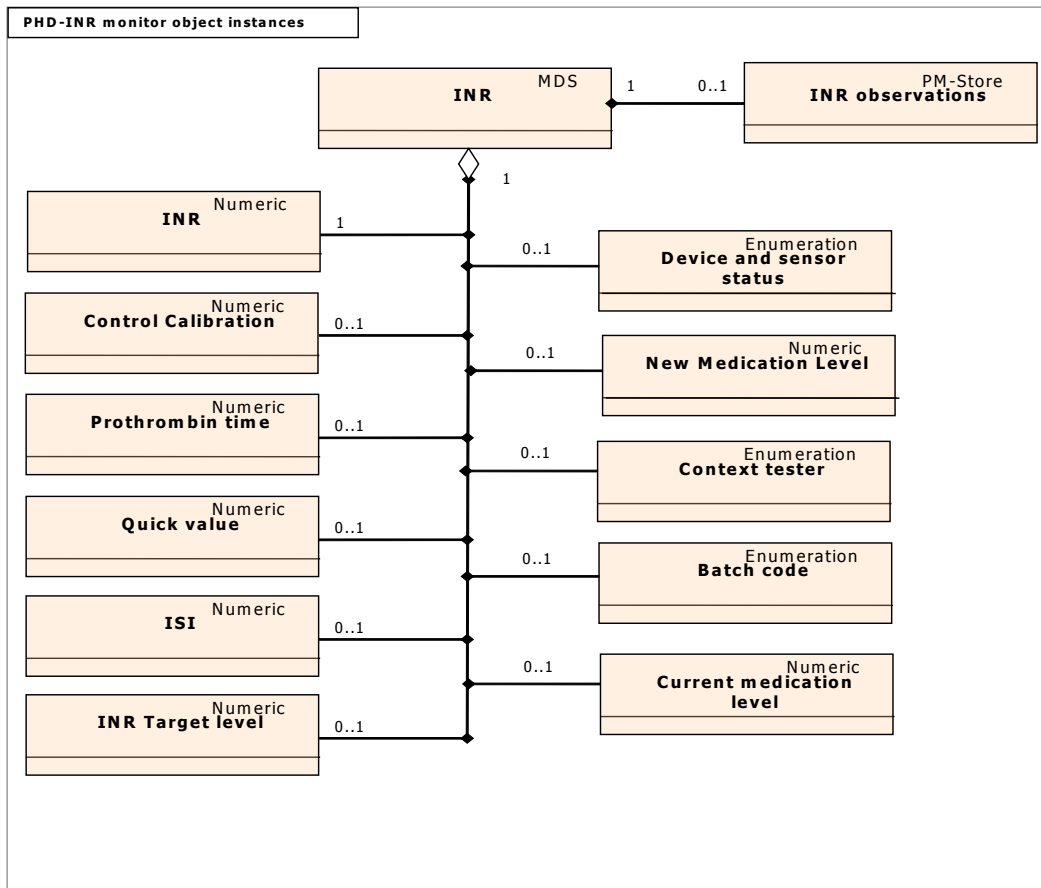 PHD-INR monitor object instances
MDS
INR
1
0..1
PM-Store
INR observations
1
Numeric
INR
1
0..1
Enumeration
Device and sensor
status
Numeric
Control Calibration
0..1
0..1
Numeric
New Medication Level
Numeric
Prothrombin time
0..1
0..1
Enumeration
Context tester
Numeric
Quick value
0..1
0..1
Enumeration
Batch code
Numeric
ISI
0..1
0..1
Numeric
Current medication
level
Numeric
INR Target level
0..1